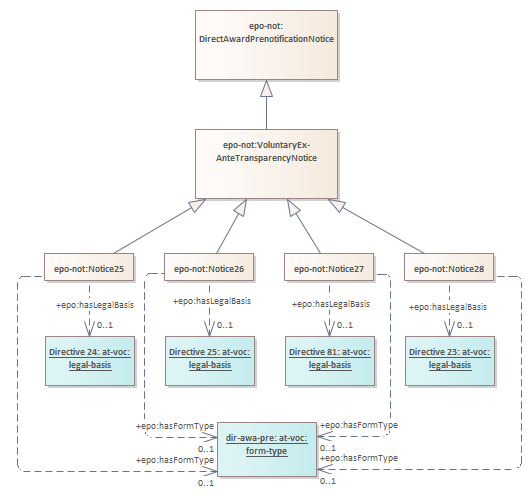 epo-not:
DirectAwardPrenotificationNotice
epo-not:VoluntaryEx-
AnteTransparencyNotice
epo-not:Notice25
epo-not:Notice26
epo-not:Notice27
epo-not:Notice28
+epo:hasLegalBasis
+epo:hasLegalBasis
+epo:hasLegalBasis
+epo:hasLegalBasis
0..1
0..1
0..1
0..1
Directive 24: at-voc:
legal-basis
Directive 25: at-voc:
legal-basis
Directive 81: at-voc:
legal-basis
Directive 23: at-voc:
legal-basis
+epo:hasFormType
0..1
+epo:hasFormType
0..1
dir-awa-pre: at-voc:
form-type
+epo:hasFormType
0..1
+epo:hasFormType
0..1